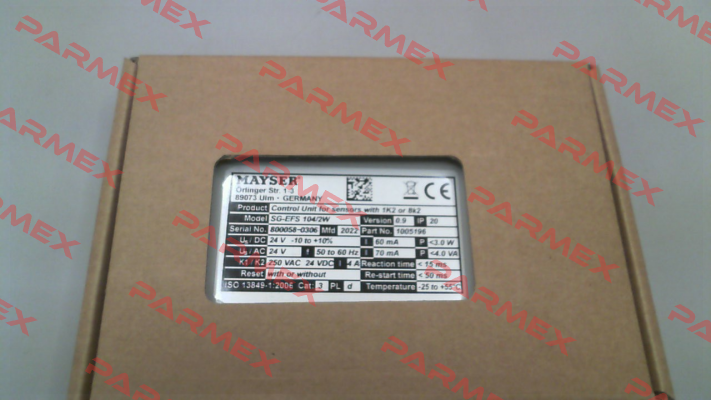 MAYSER®
Örlinger Str. 1-3
89073 Ulm - GERMANY
CE
Product Control Unit for sensors with 1K2 or 8k2
Model SG-EFS 104/2W Version 0.9 IP 20
Serial No. 800058-0306 Mfd 2022 Part No. 1005196
Us / DC 24 V -10 to +10% I 60 mA P <3.0 W
Us / AC 24 V f 50 to 60 Hz I 70 mA P <4.0 VA
K1 / K2 250 VAC 24 VDC I 4 A Reaction time < 15 ms
Reset with or without Re-start time < 50 ms
ISO 13849-1:2006 Cat: 3 PL d Temperature -25 to +55°C
PARMEX
PARMEX
PARMEX
PARMEX
PARMEX
PARMEX
PARMEX
PARMEX
PARMEX
PARMEX
PARMEX